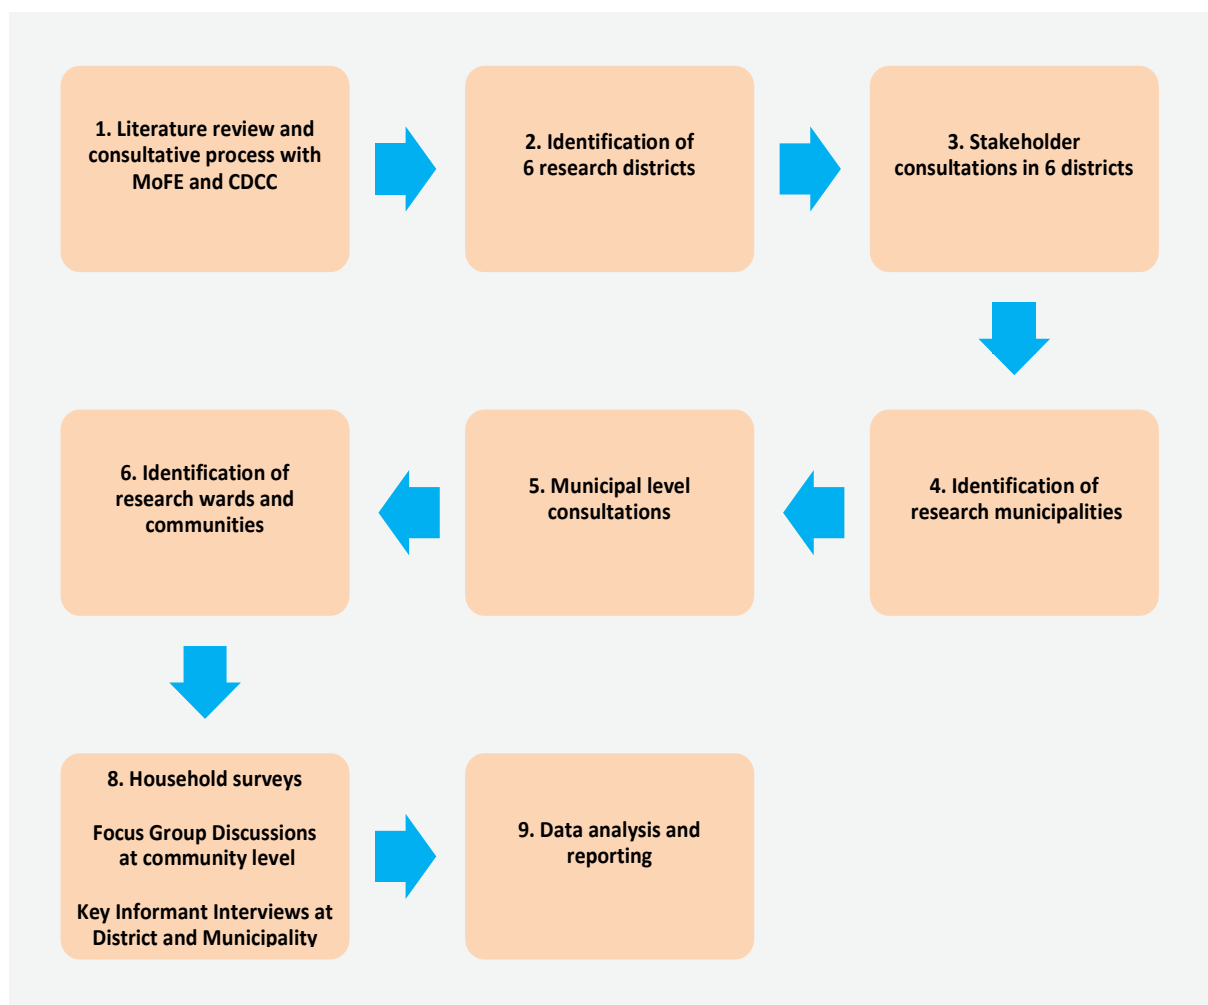 1. Literature review and
consultative process with
MoFE and CDCC
2. Identification of
6 research districts
3. Stakeholder
consultations in 6 districts
4. Identification of
research municipalities
5. Municipal level
consultations
6. Identification of
research wards and
communities
8. Household surveys
Focus Group Discussions
at community level
Key Informant Interviews at
District and Municipality
9. Data analysis and
reporting